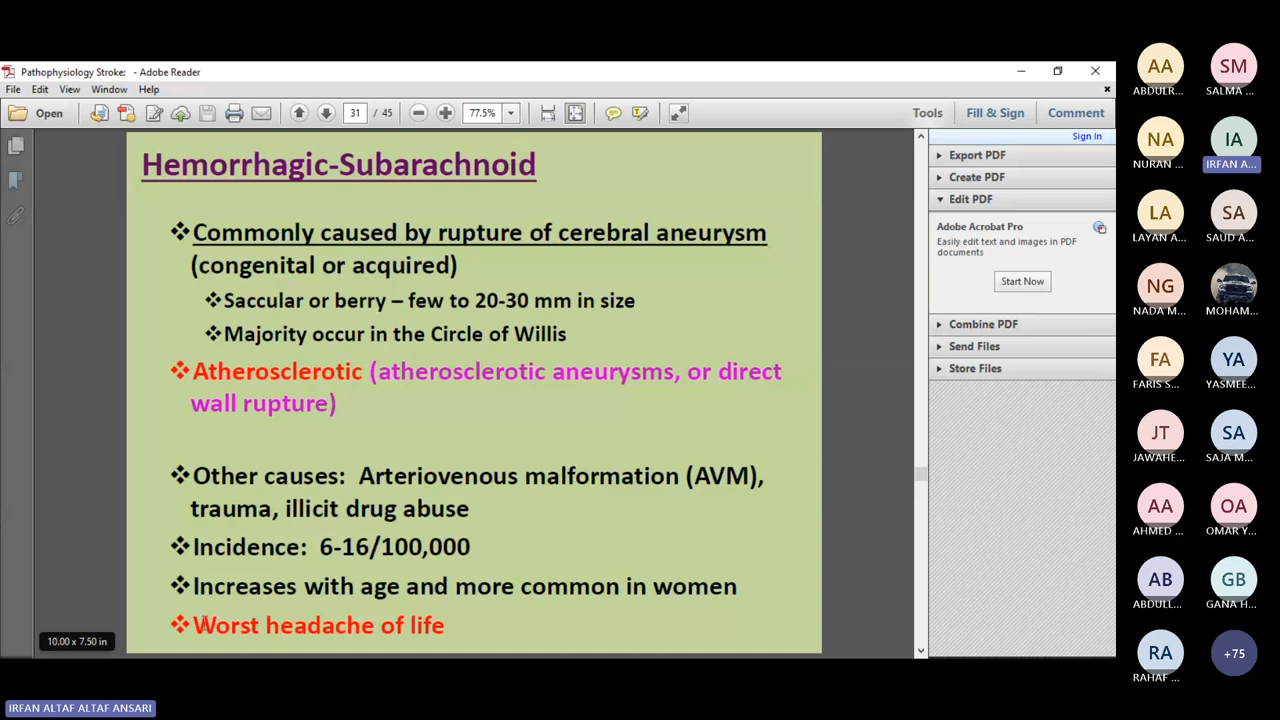 Pathophysiology Stroke: - Adobe Reader
File Edit View Window Help
Open 31 / 45 77.5% Tools Fill & Sign Comment
Sign In
Hemorrhagic-Subarachnoid
❖Commonly caused by rupture of cerebral aneurysm
(congenital or acquired)
❖Saccular or berry – few to 20-30 mm in size
❖Majority occur in the Circle of Willis
❖Atherosclerotic (atherosclerotic aneurysms, or direct
wall rupture)
❖Other causes: Arteriovenous malformation (AVM),
trauma, illicit drug abuse
❖Incidence: 6-16/100,000
❖Increases with age and more common in women
❖Worst headache of life
10.00 x 7.50 in
Export PDF
Create PDF
Edit PDF
Adobe Acrobat Pro
Easily edit text and images in PDF
documents
Start Now
Combine PDF
Send Files
Store Files
AA SM
ABDULR... SALMA ...
NA IA
NURAN ... IRFAN A...
LA SA
LAYAN A... SAUD A...
NG
NADA M... MOHAM...
FA YA
FARIS S... YASMEE...
JT SA
JAWAHE... SAJA M...
AA OA
AHMED ... OMAR Y...
AB GB
ABDULL... GANA H...
RA +75
RAHAF ...
IRFAN ALTAF ALTAF ANSARI